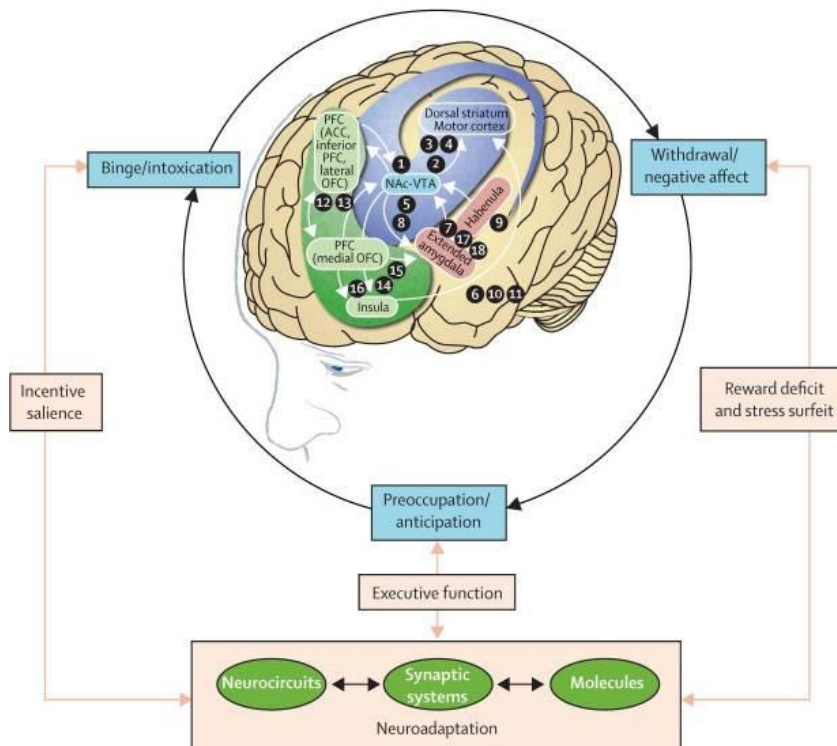 PFC
(ACC,
inferior
PFC,
lateral
OFC)
Dorsal striatum
Motor cortex
3 4
1 2
Binge/intoxication
Withdrawal/
negative affect
NAc-VTA
Habenula
12 13
5
8
7
9
17
18
Extended
amygdala
PFC
(medial OFC)
15
16 14
6 10 11
Insula
Incentive
salience
Reward deficit
and stress surfeit
Preoccupation/
anticipation
Executive function
Neurocircuits
Synaptic
systems
Molecules
Neuroadaptation